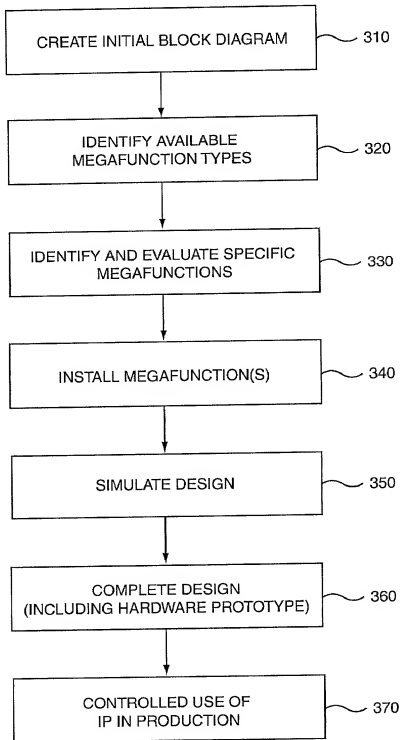 CREATE INITIAL BLOCK DIAGRAM
310
IDENTIFY AVAILABLE
MEGAFUNCTION TYPES
320
IDENTIFY AND EVALUATE SPECIFIC
MEGAFUNCTIONS
330
INSTALL MEGAFUNCTION(S)
340
SIMULATE DESIGN
350
COMPLETE DESIGN
(INCLUDING HARDWARE PROTOTYPE)
360
CONTROLLED USE OF
IP IN PRODUCTION
370